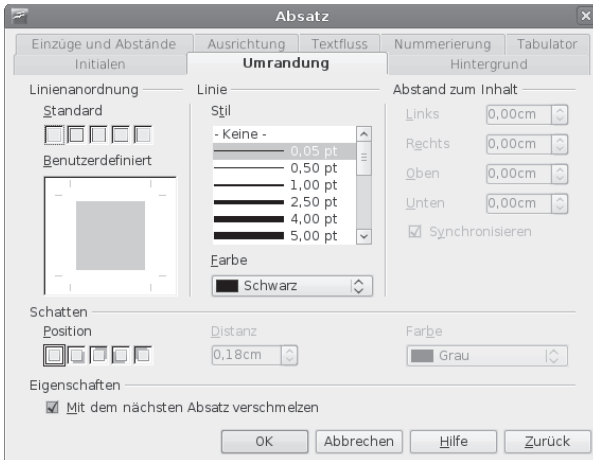 Absatz
Einzüge und Abstände Ausrichtung Textfluss Nummerierung Tabulator
Initialen Umrandung Hintergrund
Linienanordnung Linie Abstand zum Inhalt
Standard Stil Links 0,00cm
- Keine - Rechts 0,00cm
0,05 pt
Benutzerdefiniert 0,50 pt Oben 0,00cm
1,00 pt
2,50 pt Unten 0,00cm
4,00 pt Synchronisieren
5,00 pt
Farbe
Schwarz
Schatten
Position Distanz Farbe
0,18cm Grau
Eigenschaften
Mit dem nächsten Absatz verschmelzen
OK Abbrechen Hilfe Zurück